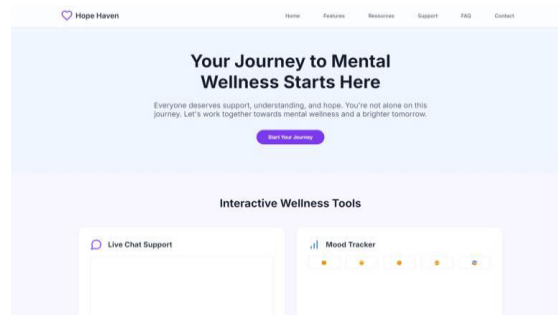 Hope Haven
Home Features Resources Support FAQ Contact
Your Journey to Mental
Wellness Starts Here
Everyone deserves support, understanding, and hope. You're not alone on this
journey. Let's work together towards mental wellness and a brighter tomorrow.
Start Your Journey
Interactive Wellness Tools
Live Chat Support
Mood Tracker